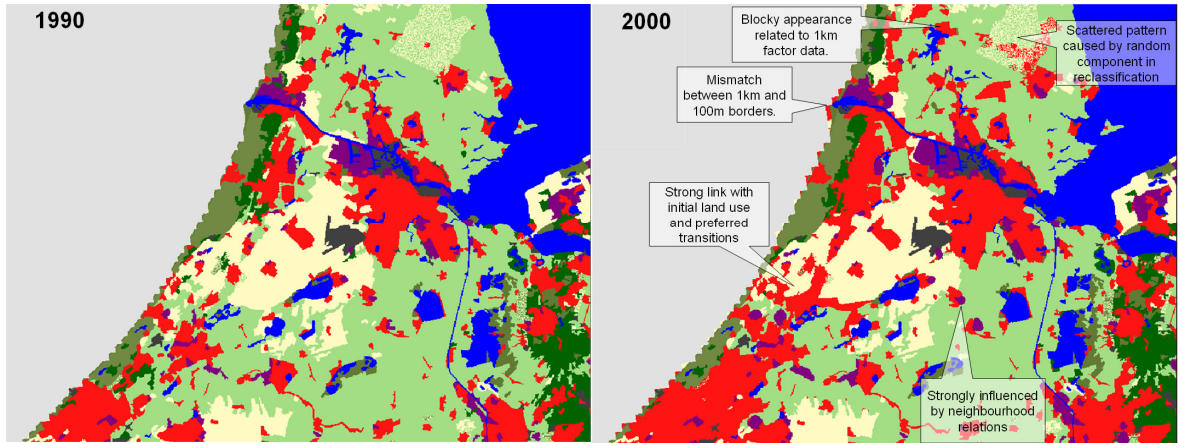 1990
2000
Blocky appearance
related to 1km
factor data.
Scattered pattern
caused by random
component in
reclassification
Mismatch
between 1km and
100m borders.
Strong link with
initial land use
and preferred
transitions
Strongly influenced
by neighbourhood
relations